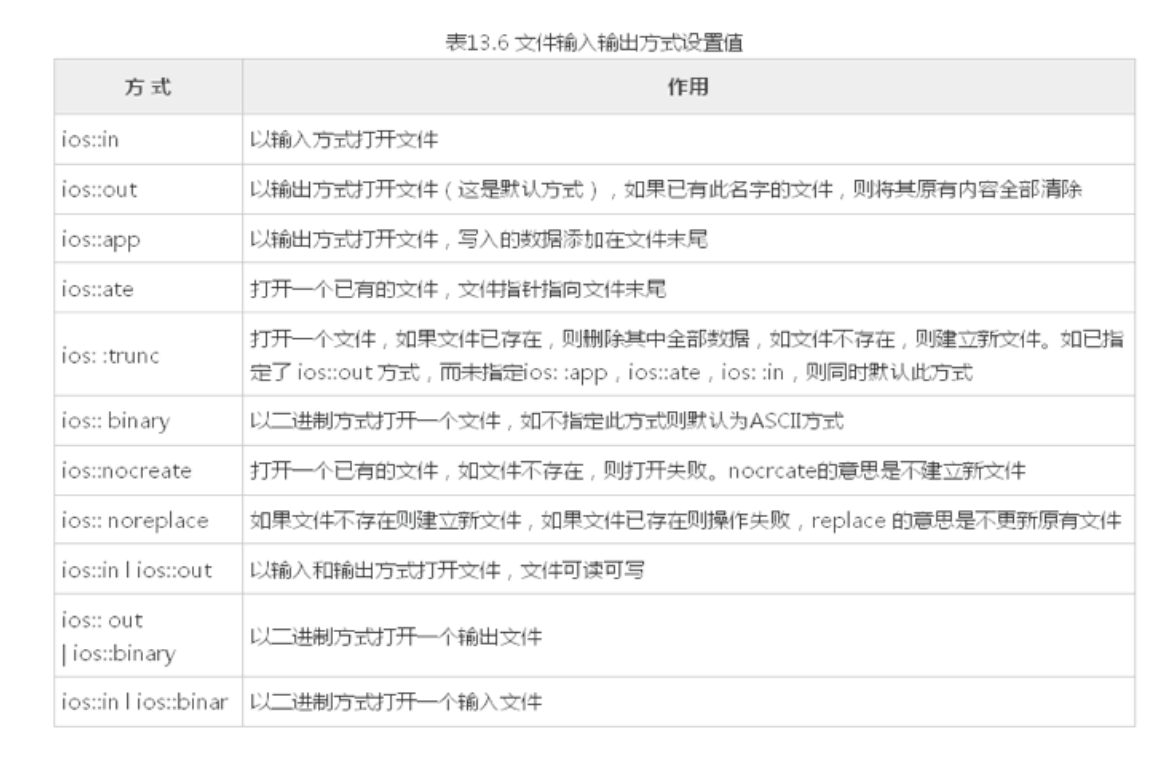 表13.6 文件输入输出方式设置值
方 式 作用
ios::in 以输入方式打开文件
ios::out 以输出方式打开文件（这是默认方式），如果已有此名字的文件，则将其原有内容全部清除
ios::app 以输出方式打开文件，写入的数据添加在文件末尾
ios::ate 打开一个已有的文件，文件指针指向文件末尾
ios: :trunc 打开一个文件，如果文件已存在，则删除其中全部数据，如文件不存在，则建立新文件。如已指
定了 ios::out 方式，而未指定ios: :app，ios::ate，ios: :in，则同时默认此方式
ios:: binary 以二进制方式打开一个文件，如不指定此方式则默认为ASCII方式
ios::nocreate 打开一个已有的文件，如文件不存在，则打开失败。nocrcate的意思是不建立新文件
ios:: noreplace 如果文件不存在则建立新文件，如果文件已存在则操作失败，replace 的意思是不更新原有文件
ios::in l ios::out 以输入和输出方式打开文件，文件可读可写
ios:: out
| ios::binary 以二进制方式打开一个输出文件
ios::in l ios::binar 以二进制方式打开一个输入文件